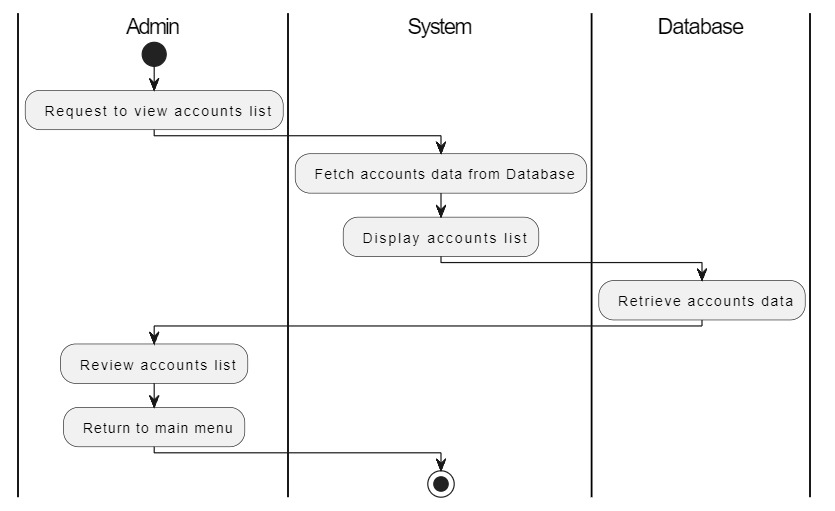 Admin
System
Database
Request to view accounts list
Fetch accounts data from Database
Display accounts list
Retrieve accounts data
Review accounts list
Return to main menu